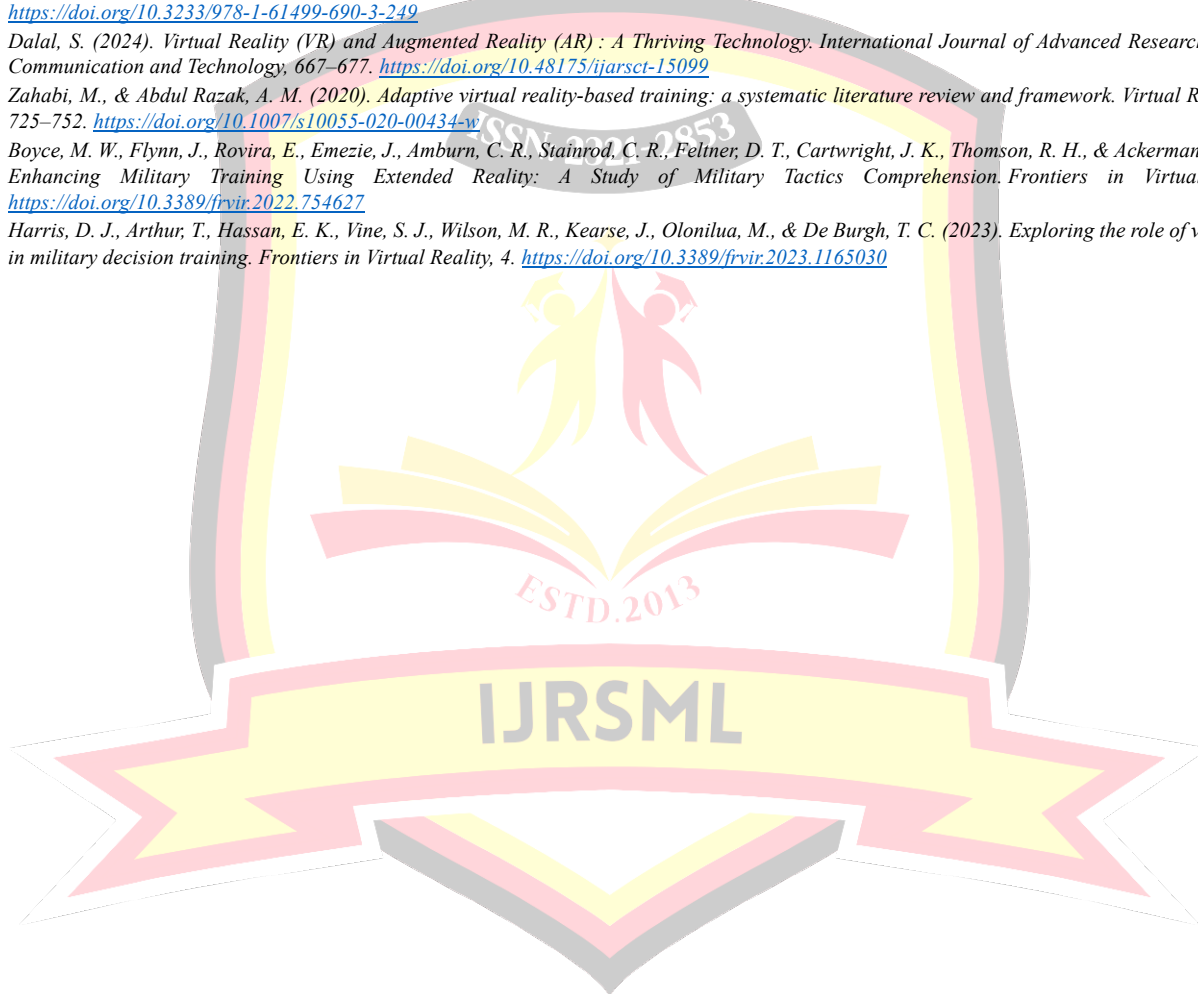 https://doi.org/10.3233/978-1-61499-690-3-249
Dalal, S. (2024). Virtual Reality (VR) and Augmented Reality (AR) : A Thriving Technology. International Journal of Advanced Research
Communication and Technology, 667–677. https://doi.org/10.48175/ijarsct-15099
Zahabi, M., & Abdul Razak, A. M. (2020). Adaptive virtual reality-based training: a systematic literature review and framework. Virtual R
725–752. https://doi.org/10.1007/s10055-020-00434-w
Boyce, M. W., Flynn, J., Rovira, E., Emezie, J., Amburn, C. R., Stainrod, C. R., Feltner, D. T., Cartwright, J. K., Thomson, R. H., & Ackerman
Enhancing Military Training Using Extended Reality: A Study of Military Tactics Comprehension. Frontiers in Virtual
https://doi.org/10.3389/frvir.2022.754627
Harris, D. J., Arthur, T., Hassan, E. K., Vine, S. J., Wilson, M. R., Kearse, J., Olonilua, M., & De Burgh, T. C. (2023). Exploring the role of v
in military decision training. Frontiers in Virtual Reality, 4. https://doi.org/10.3389/frvir.2023.1165030
ISSN-2321-2853
ESTD.2013
IJRSML